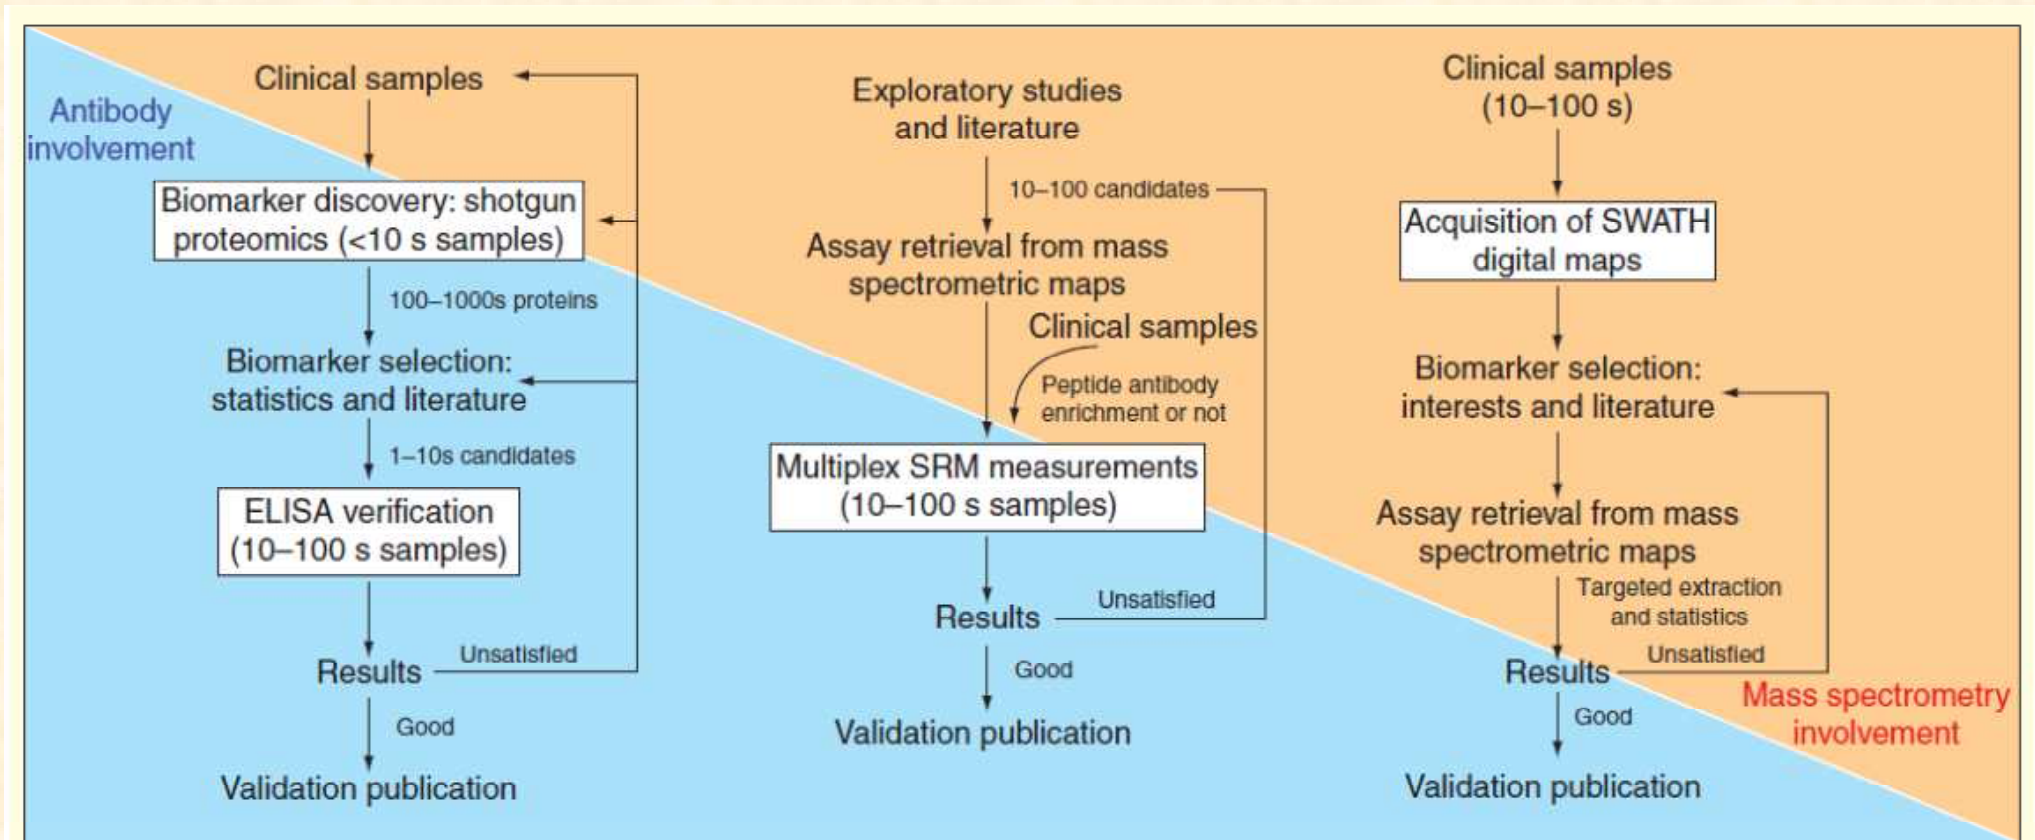 Antibody
involvement
Clinical samples
Biomarker discovery: shotgun
proteomics (<10 s samples)
100–1000s proteins
Biomarker selection:
statistics and literature
1–10s candidates
ELISA verification
(10–100 s samples)
Results
Unsatisfied
Good
Validation publication
Exploratory studies
and literature
10–100 candidates
Assay retrieval from mass
spectrometric maps
Clinical samples
Peptide antibody
enrichment or not
Multiplex SRM measurements
(10–100 s samples)
Results
Unsatisfied
Good
Validation publication
Clinical samples
(10–100 s)
Acquisition of SWATH
digital maps
Biomarker selection:
interests and literature
Assay retrieval from mass
spectrometric maps
Targeted extraction
and statistics
Results
Unsatisfied
Good
Validation publication
Mass spectrometry
involvement